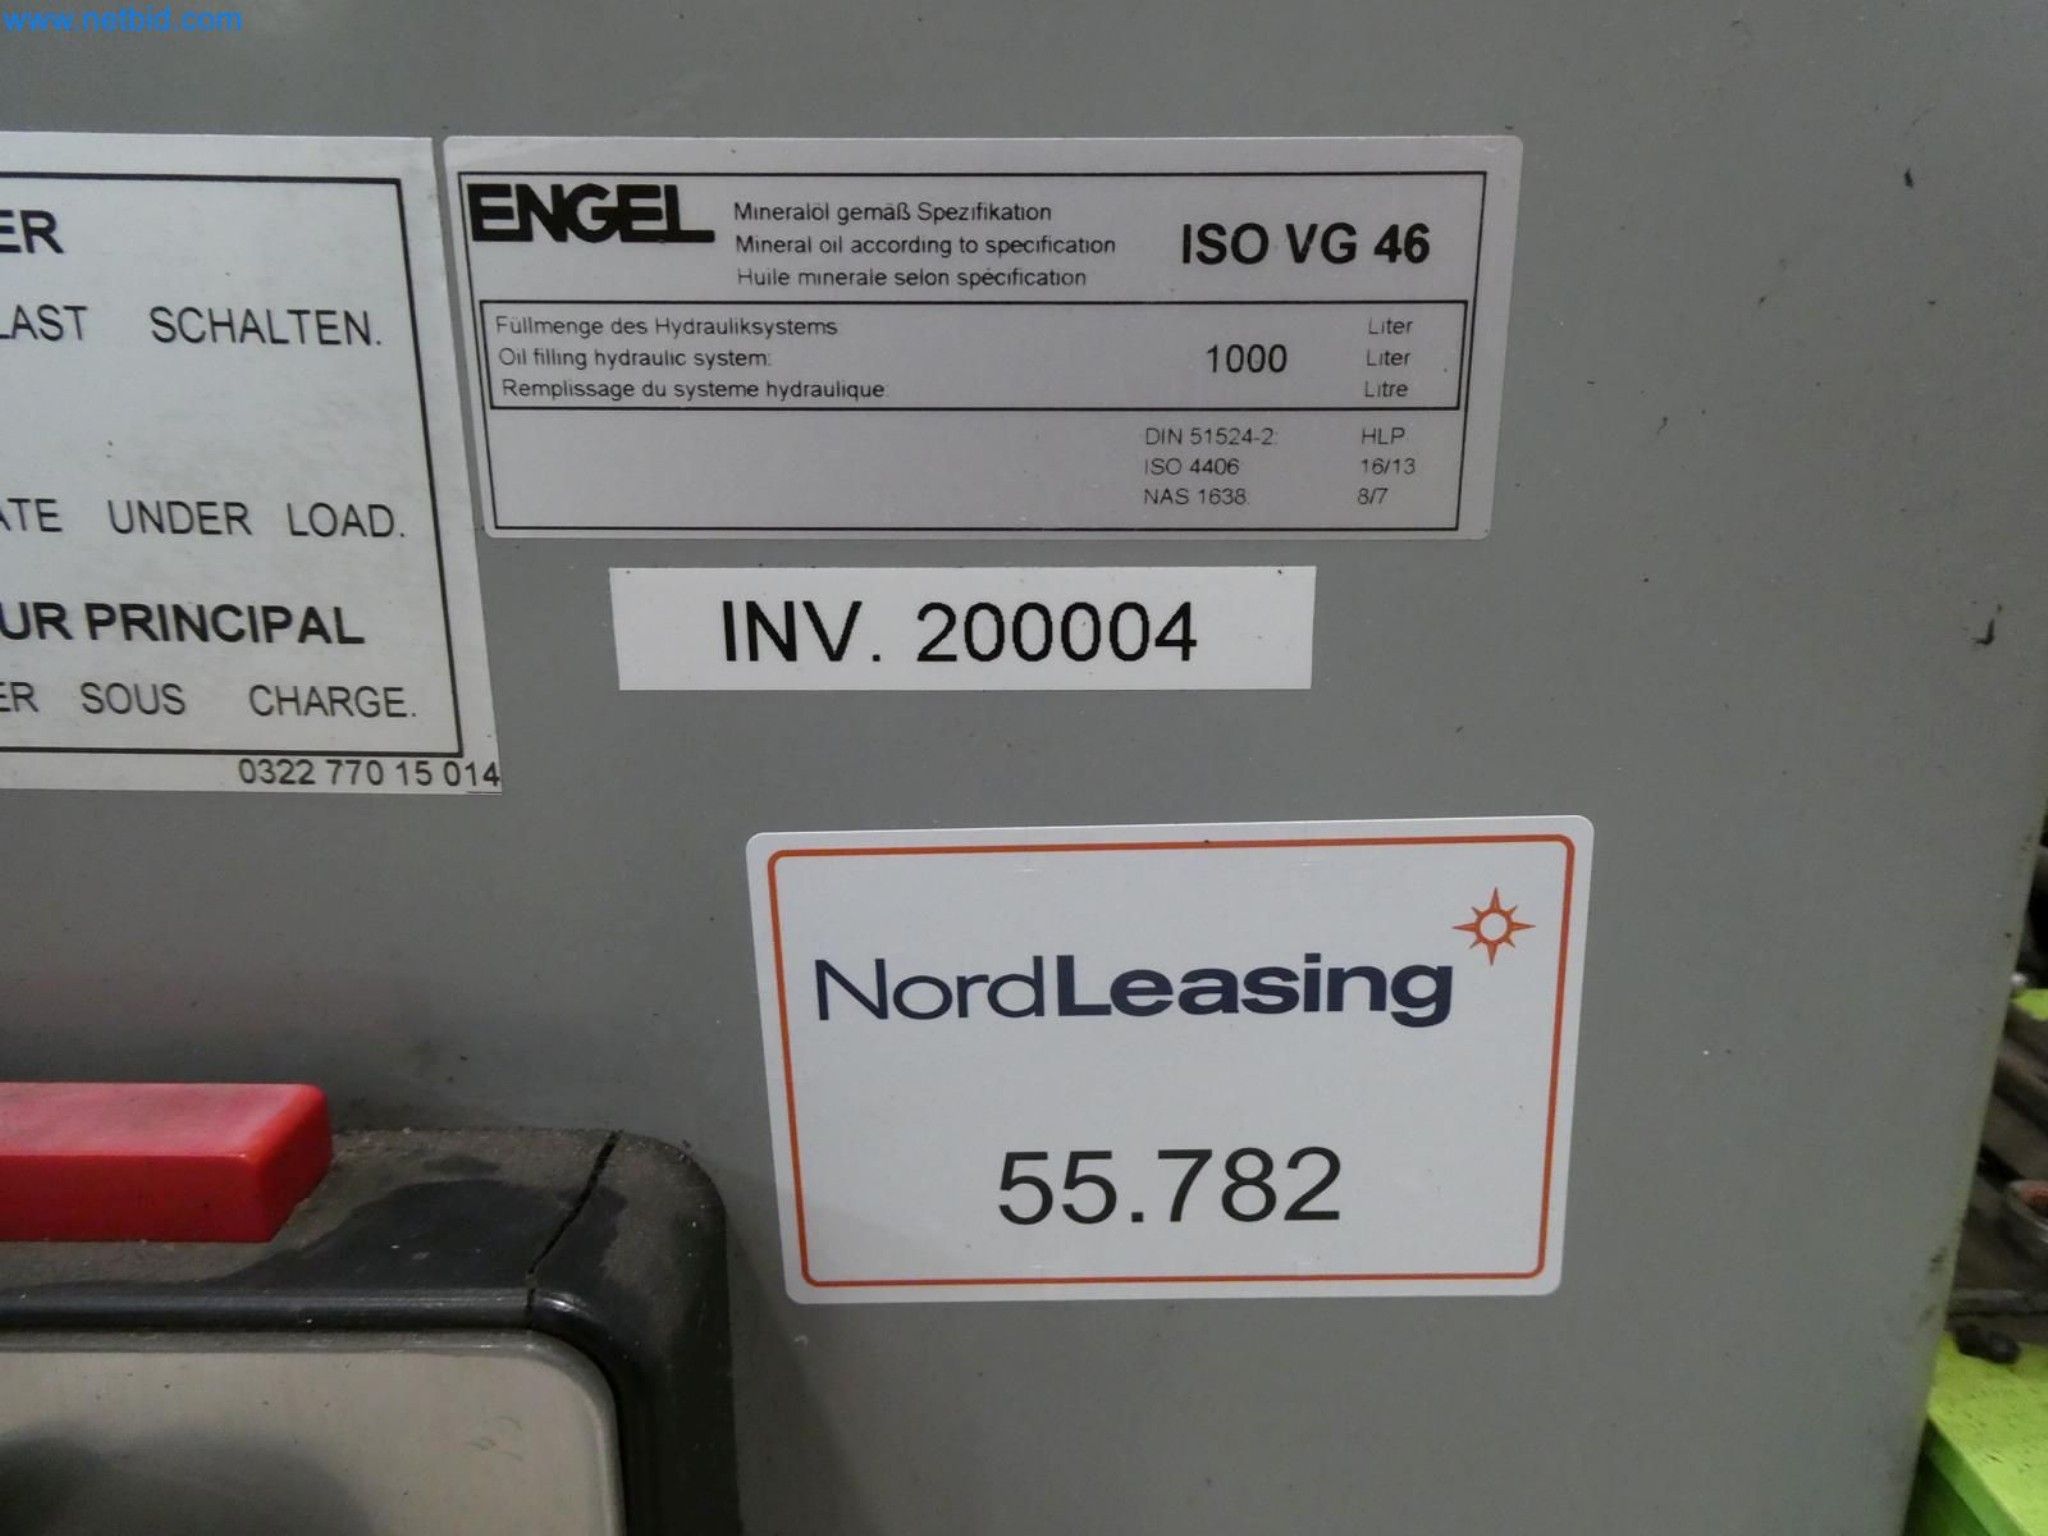 www.netbid.com
ER
LAST SCHALTEN.
ATE UNDER LOAD.
UR PRINCIPAL
ER SOUS CHARGE.
0322 770 15 014
ENGEL
Mineralöl gemäß Spezifikation
Mineral oil according to specification
Huile minerale selon spécification
ISO VG 46
Füllmenge des Hydrauliksystems Liter
Oil filling hydraulic system: 1000 Liter
Remplissage du systeme hydraulique: Litre
DIN 51524-2: HLP
ISO 4406 16/13
NAS 1638: 8/7
INV. 200004
NordLeasing
55.782